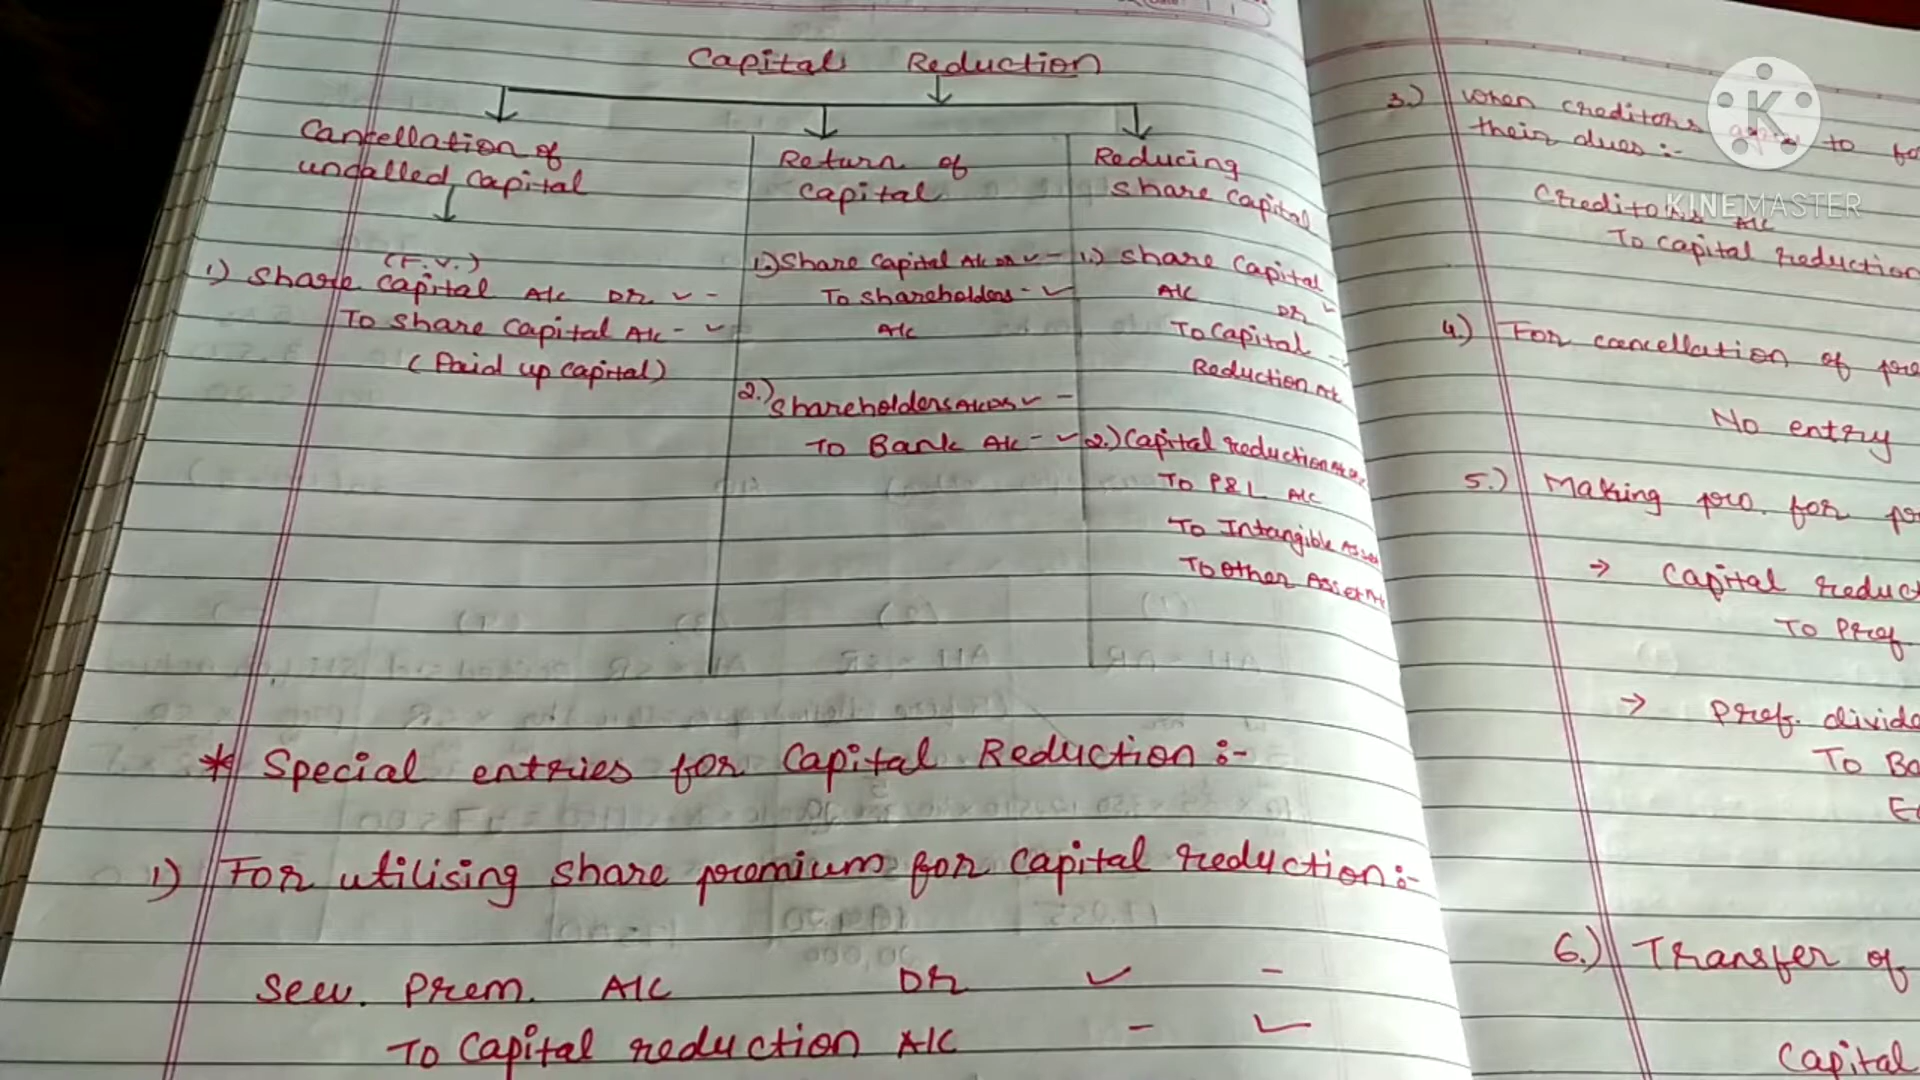 Capital Reduction
Cancellation of
uncalled Capital
(F.V.)
1) Share Capital A/c DR ✓ -
To Share Capital A/c - ✓
(Paid up capital)
Return of
Capital
1.) Share Capital A/c DR ✓ -
To Shareholders - ✓
A/c
2.) Shareholders A/c DR ✓ -
To Bank A/c - ✓
Reducing
Share Capital
1.) Share Capital
A/c
DR ✓
To Capital -
Reduction A/c
2.) Capital reduction A/c
To P&L A/c
To Intangible Asset
To Other Asset A/c
* Special entries for Capital Reduction :-
1) For utilising share premium for Capital reduction :-
Secu. Prem. A/c DR ✓ -
To Capital reduction A/c - ✓
3.) When creditors agree to
their dues :-
Creditors A/c
To Capital reduction
4.) For cancellation of
No entry
5.) Making pro. for
→ Capital
To Pref.
→ Pref.
To
6.) Transfer of
Capital
K
KINEMASTER